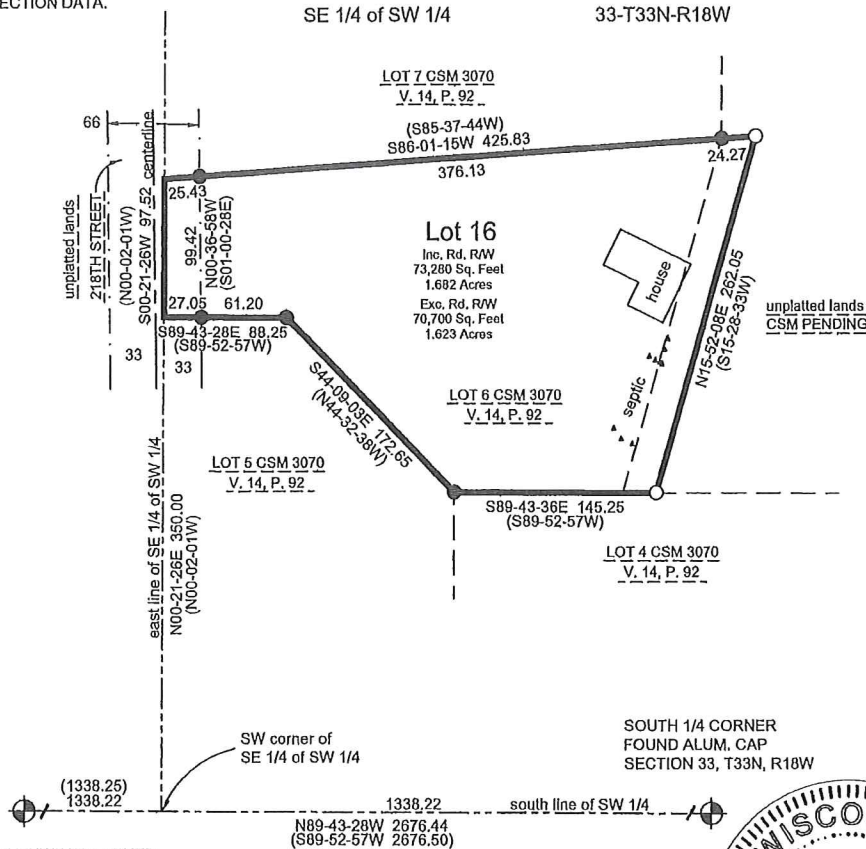 ECTION DATA.
SE 1/4 of SW 1/4
33-T33N-R18W
LOT 7 CSM 3070
V. 14, P. 92
66
(S85-37-44W)
S86-01-15W 425.83
376.13
24.27
25.43
centerline
S00-21-26W 97.52
(N00-02-01W)
218TH STREET
unplatted lands
99.42
N00-36-58W
(S01-00-28E)
Lot 16
Inc. Rd. R/W
73,280 Sq. Feet
1.682 Acres
Exc. Rd. R/W
70,700 Sq. Feet
1.623 Acres
house
N15-52-08E 262.05
(S15-28-33W)
unplatted lands
CSM PENDING
27.05 61.20
S89-43-28E 88.25
(S89-52-57W)
33
33
S44-09-03E 172.65
(N44-32-38W)
septic
LOT 6 CSM 3070
V. 14, P. 92
LOT 5 CSM 3070
V. 14, P. 92
S89-43-36E 145.25
(S89-52-57W)
LOT 4 CSM 3070
V. 14, P. 92
east line of SE 1/4 of SW 1/4
N00-21-26E 350.00
(N00-02-01W)
SW corner of
SE 1/4 of SW 1/4
SOUTH 1/4 CORNER
FOUND ALUM. CAP
SECTION 33, T33N, R18W
(1338.25)
1338.22
1338.22
south line of SW 1/4
N89-43-28W 2676.44
(S89-52-57W 2676.50)
WISCO